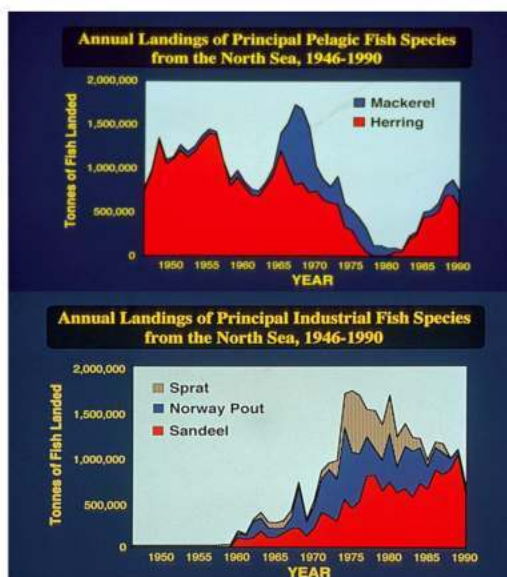 Annual Landings of Principal Pelagic Fish Species
from the North Sea, 1946-1990
2,000,000
1,500,000
1,000,000
500,000
0
Tonnes of Fish Landed
Mackerel
Herring
1950 1955 1960 1965 1970 1975 1980 1985 1990
YEAR
Annual Landings of Principal Industrial Fish Species
from the North Sea, 1946-1990
2,000,000
1,500,000
1,000,000
500,000
0
Tonnes of Fish Landed
Sprat
Norway Pout
Sandeel
1950 1955 1960 1965 1970 1975 1980 1985 1990
YEAR